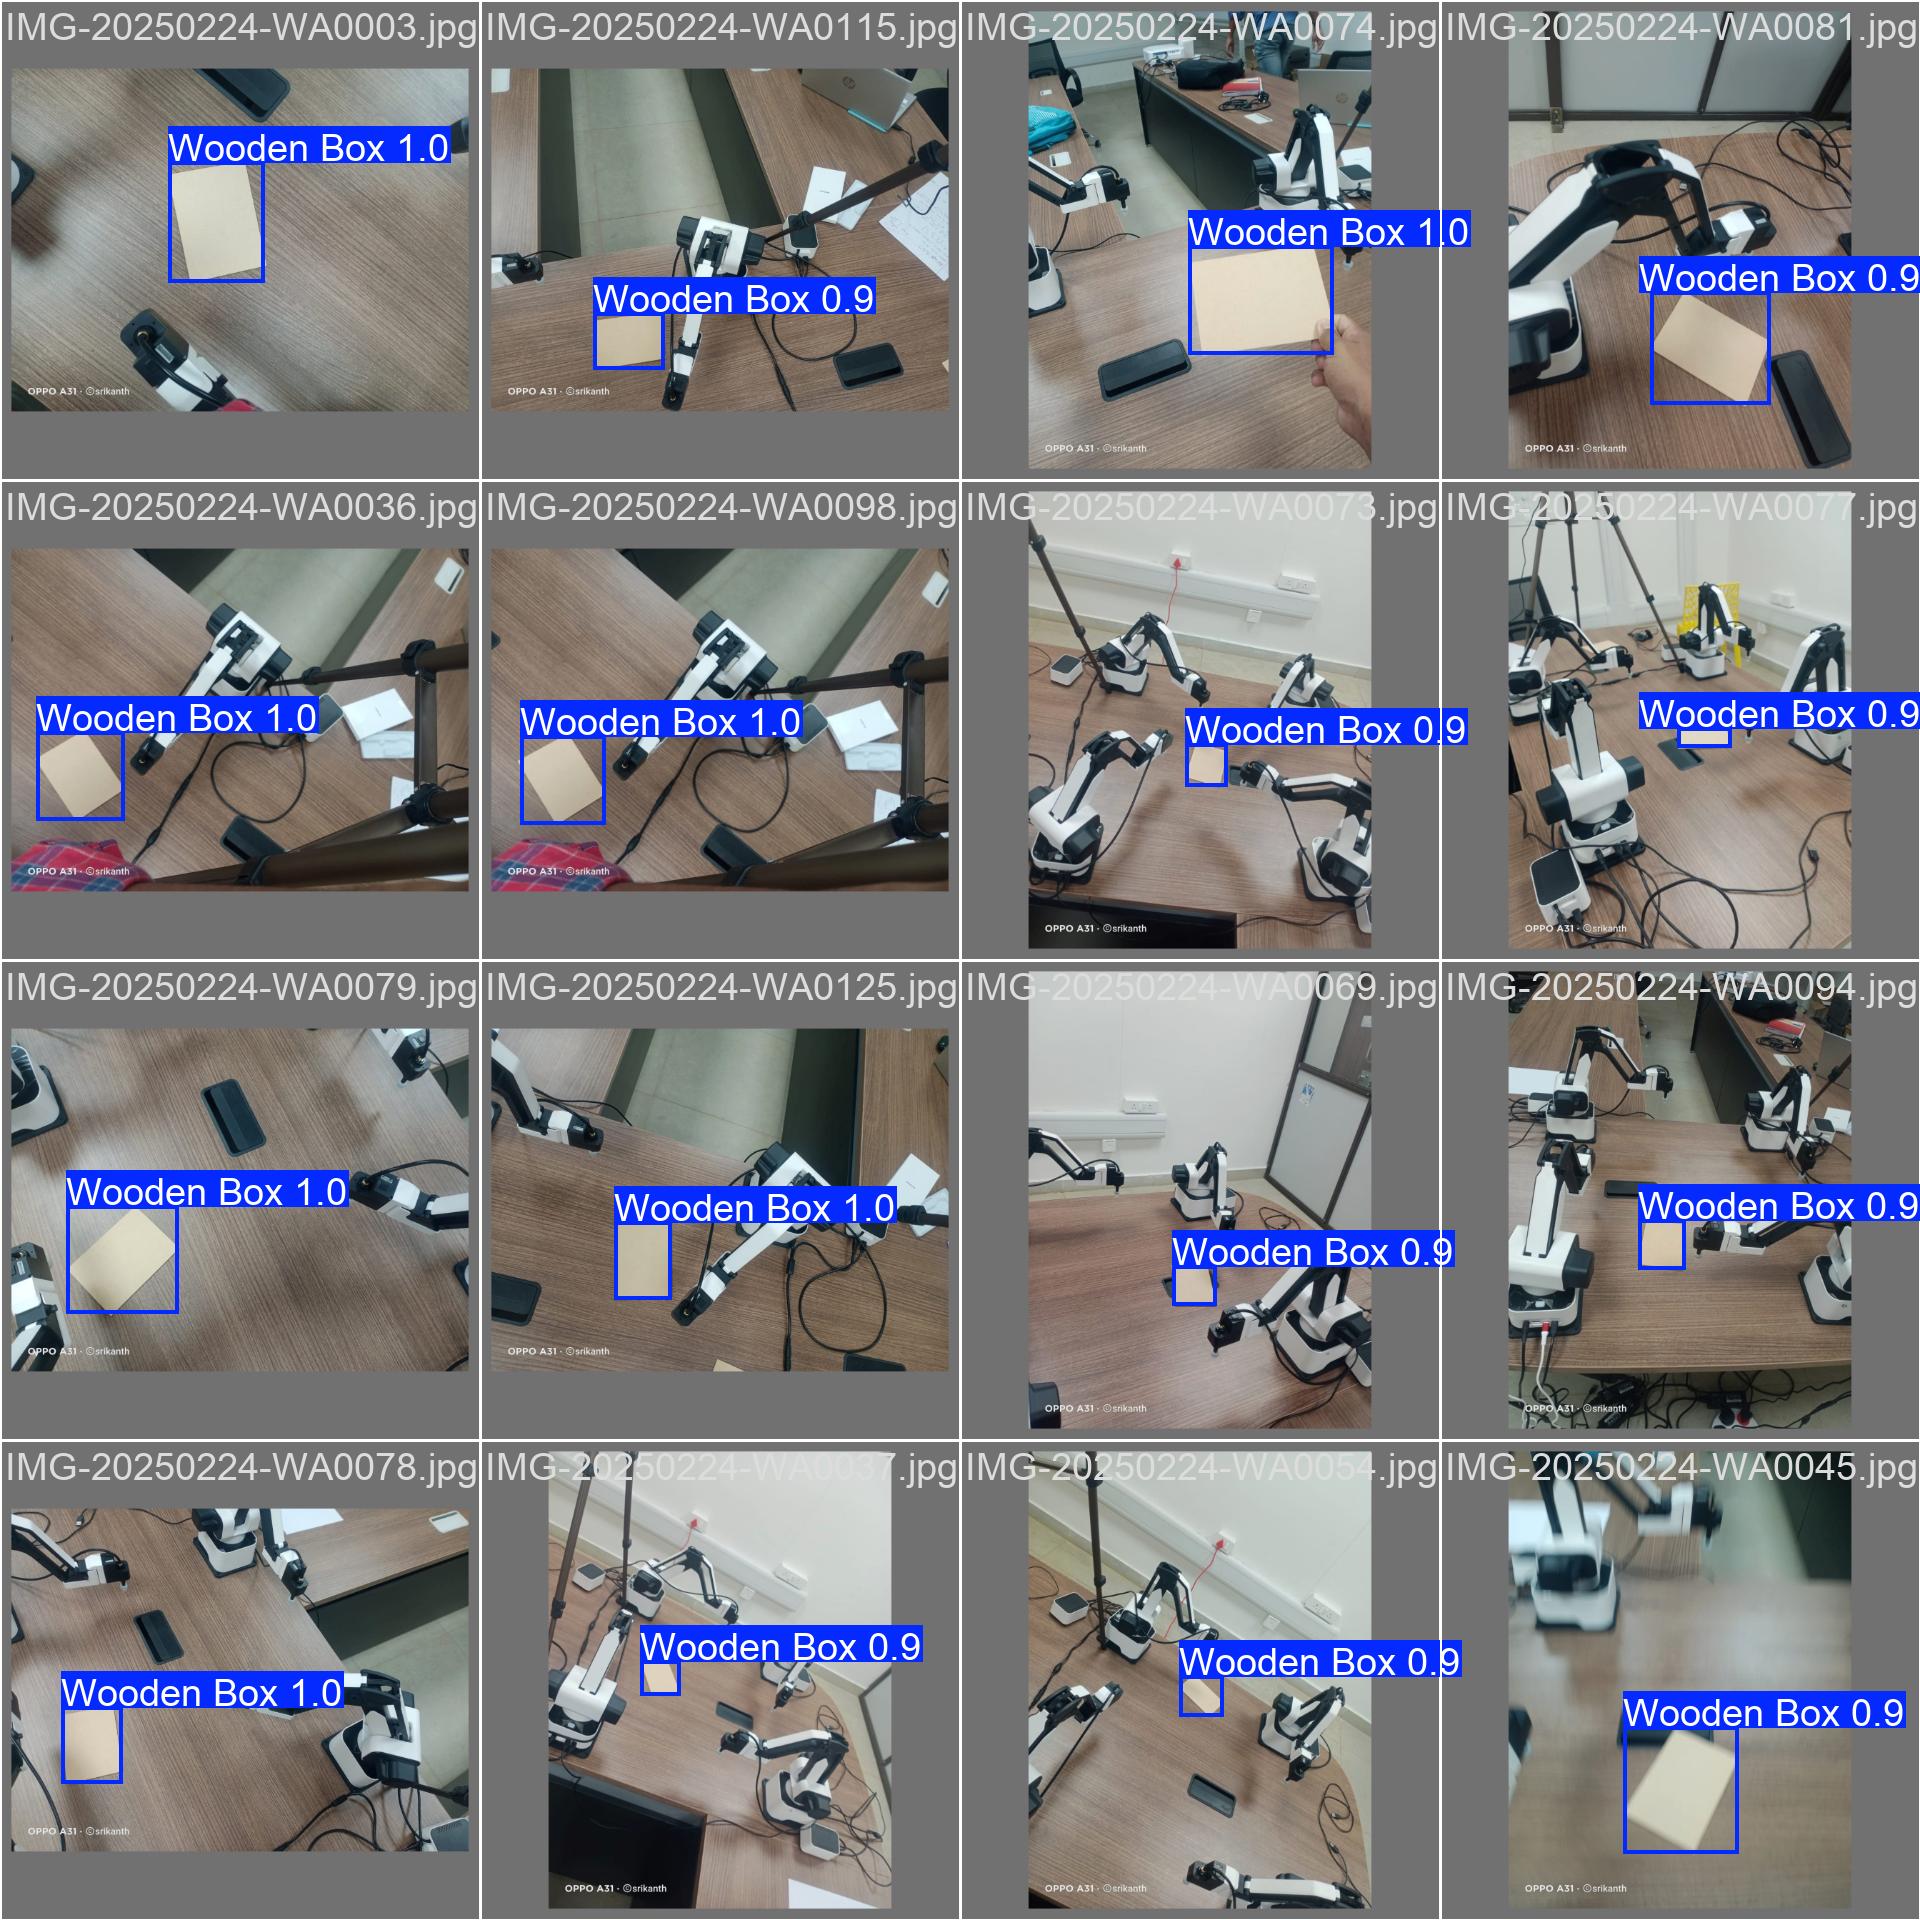 IMG-20250224-WA0003.jpg
IMG-20250224-WA0115.jpg
IMG-20250224-WA0074.jpg
IMG-20250224-WA0081.jpg
Wooden Box 1.0
Wooden Box 0.9
Wooden Box 1.0
Wooden Box 0.9
OPPO A31 · ©srikanth
OPPO A31 · ©srikanth
OPPO A31 · ©srikanth
OPPO A31 · ©srikanth
IMG-20250224-WA0036.jpg
IMG-20250224-WA0098.jpg
IMG-20250224-WA0073.jpg
IMG-20250224-WA0077.jpg
Wooden Box 1.0
Wooden Box 1.0
Wooden Box 0.9
Wooden Box 0.9
OPPO A31 · ©srikanth
OPPO A31 · ©srikanth
OPPO A31 · ©srikanth
OPPO A31 · ©srikanth
IMG-20250224-WA0079.jpg
IMG-20250224-WA0125.jpg
IMG-20250224-WA0069.jpg
IMG-20250224-WA0094.jpg
Wooden Box 1.0
Wooden Box 1.0
Wooden Box 0.9
Wooden Box 0.9
OPPO A31 · ©srikanth
OPPO A31 · ©srikanth
OPPO A31 · ©srikanth
OPPO A31 · ©srikanth
IMG-20250224-WA0078.jpg
IMG-20250224-WA0037.jpg
IMG-20250224-WA0054.jpg
IMG-20250224-WA0045.jpg
Wooden Box 1.0
Wooden Box 0.9
Wooden Box 0.9
Wooden Box 0.9
OPPO A31 · ©srikanth
OPPO A31 · ©srikanth
OPPO A31 · ©srikanth
OPPO A31 · ©srikanth